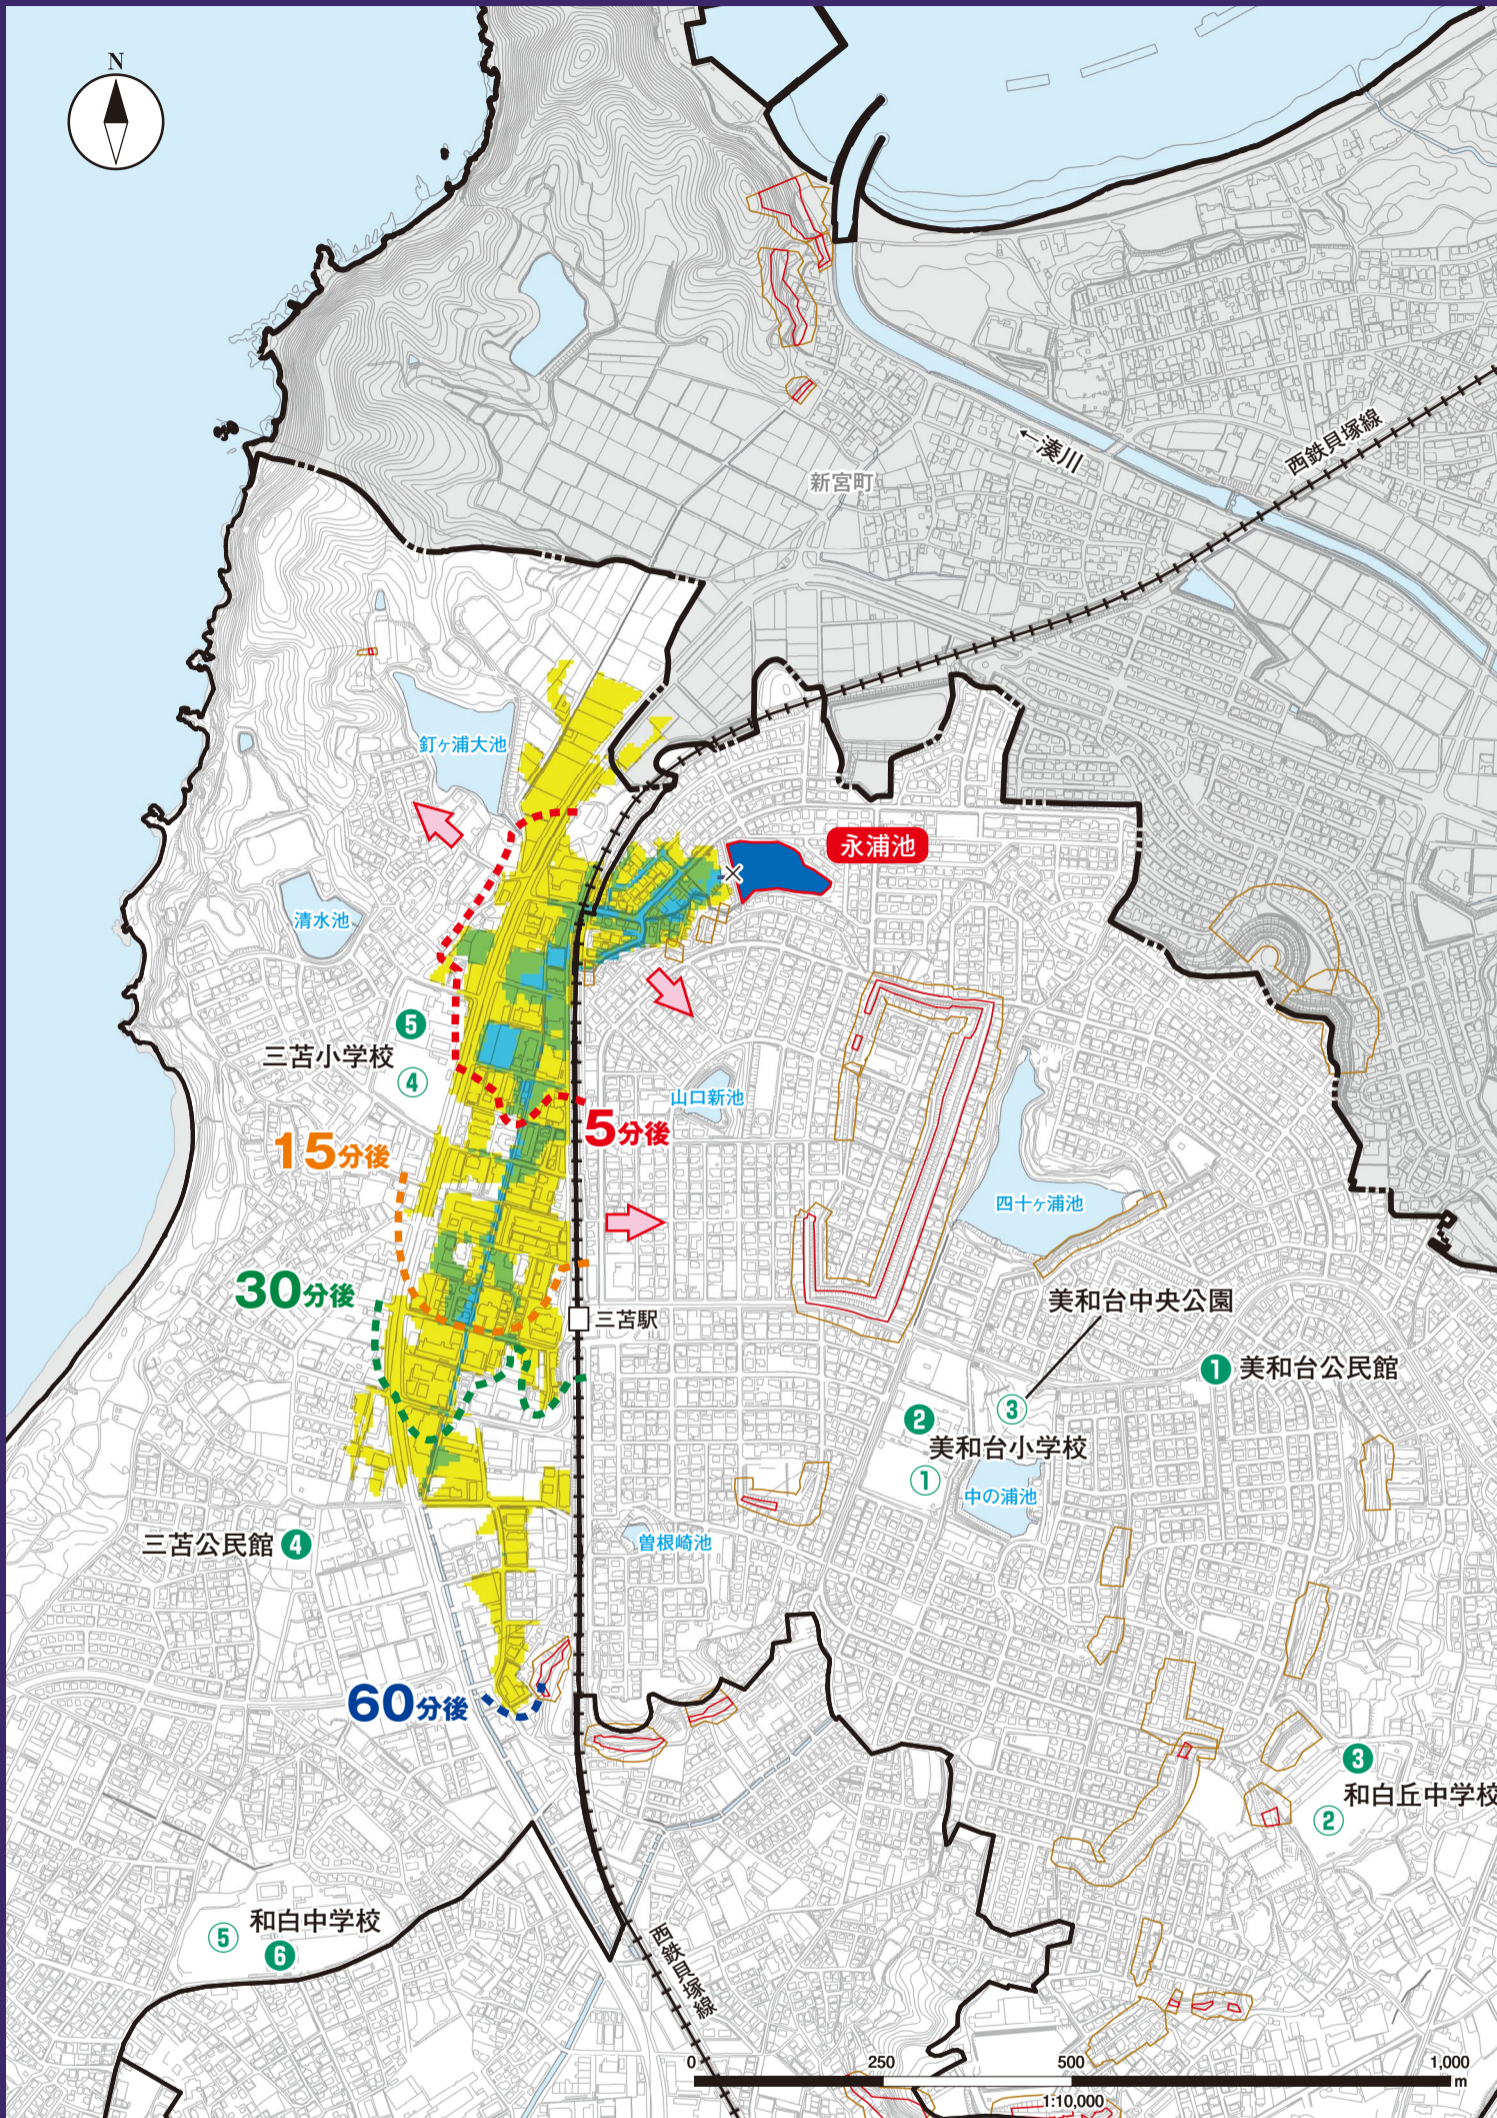 N
←湊川
西鉄貝塚線
新宮町
釘ヶ浦大池
永浦池
清水池
5
三苫小学校
4
山口新池
5分後
15分後
四十ヶ浦池
30分後
三苫駅
美和台中央公園
1 美和台公民館
2
3
美和台小学校
1
中の浦池
三苫公民館 4
曽根崎池
60分後
3
和白丘中学校
2
5 和白中学校
6
西鉄貝塚線
0 250 500 1,000
m
1:10,000